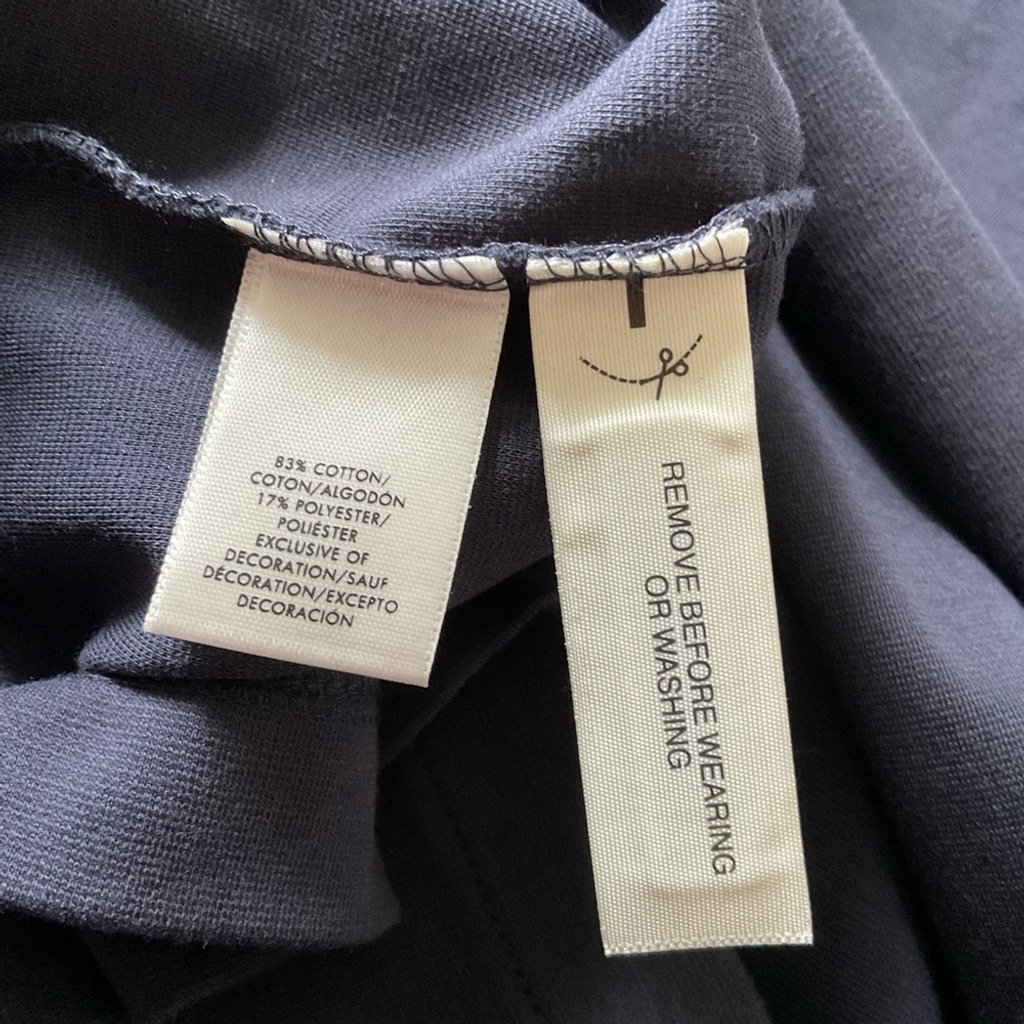 83% COTTON/
COTON/ALGODÓN
17% POLYESTER/
POLIÉSTER
EXCLUSIVE OF
DECORATION/SAUF
DÉCORATION/EXCEPTO
DECORACIÓN
REMOVE BEFORE WEARING
OR WASHING